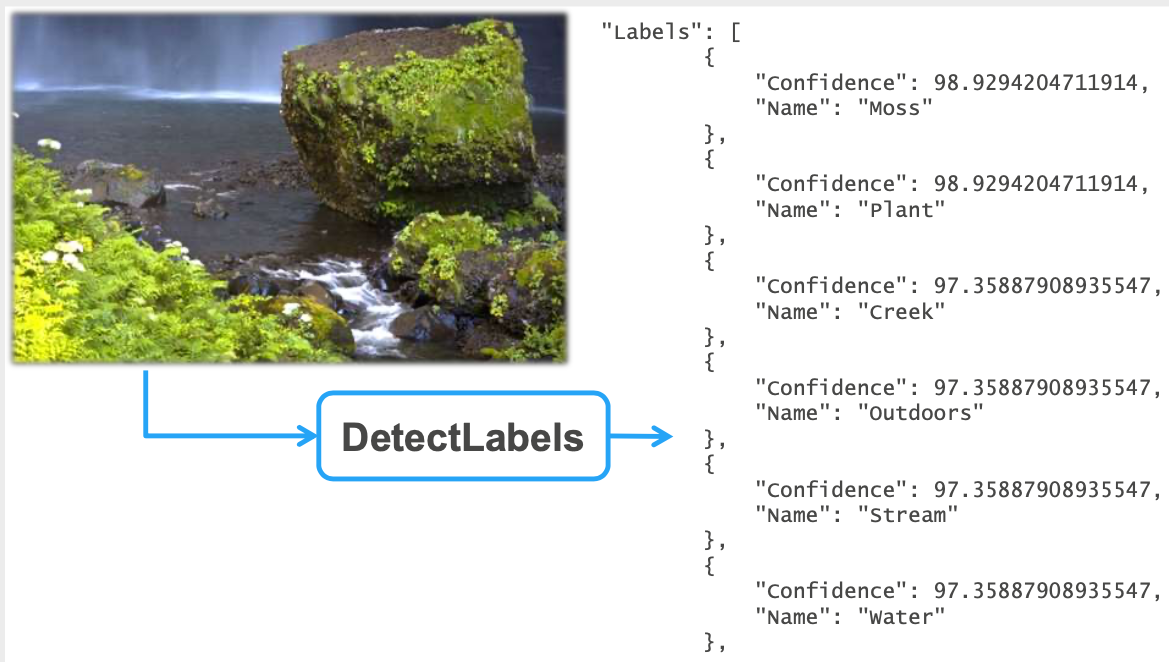 "Labels": [
{
"Confidence": 98.9294204711914,
"Name": "Moss"
},
{
"Confidence": 98.9294204711914,
"Name": "Plant"
},
{
"Confidence": 97.35887908935547,
"Name": "Creek"
},
{
"Confidence": 97.35887908935547,
"Name": "Outdoors"
},
{
"Confidence": 97.35887908935547,
"Name": "Stream"
},
{
"Confidence": 97.35887908935547,
"Name": "Water"
},
DetectLabels